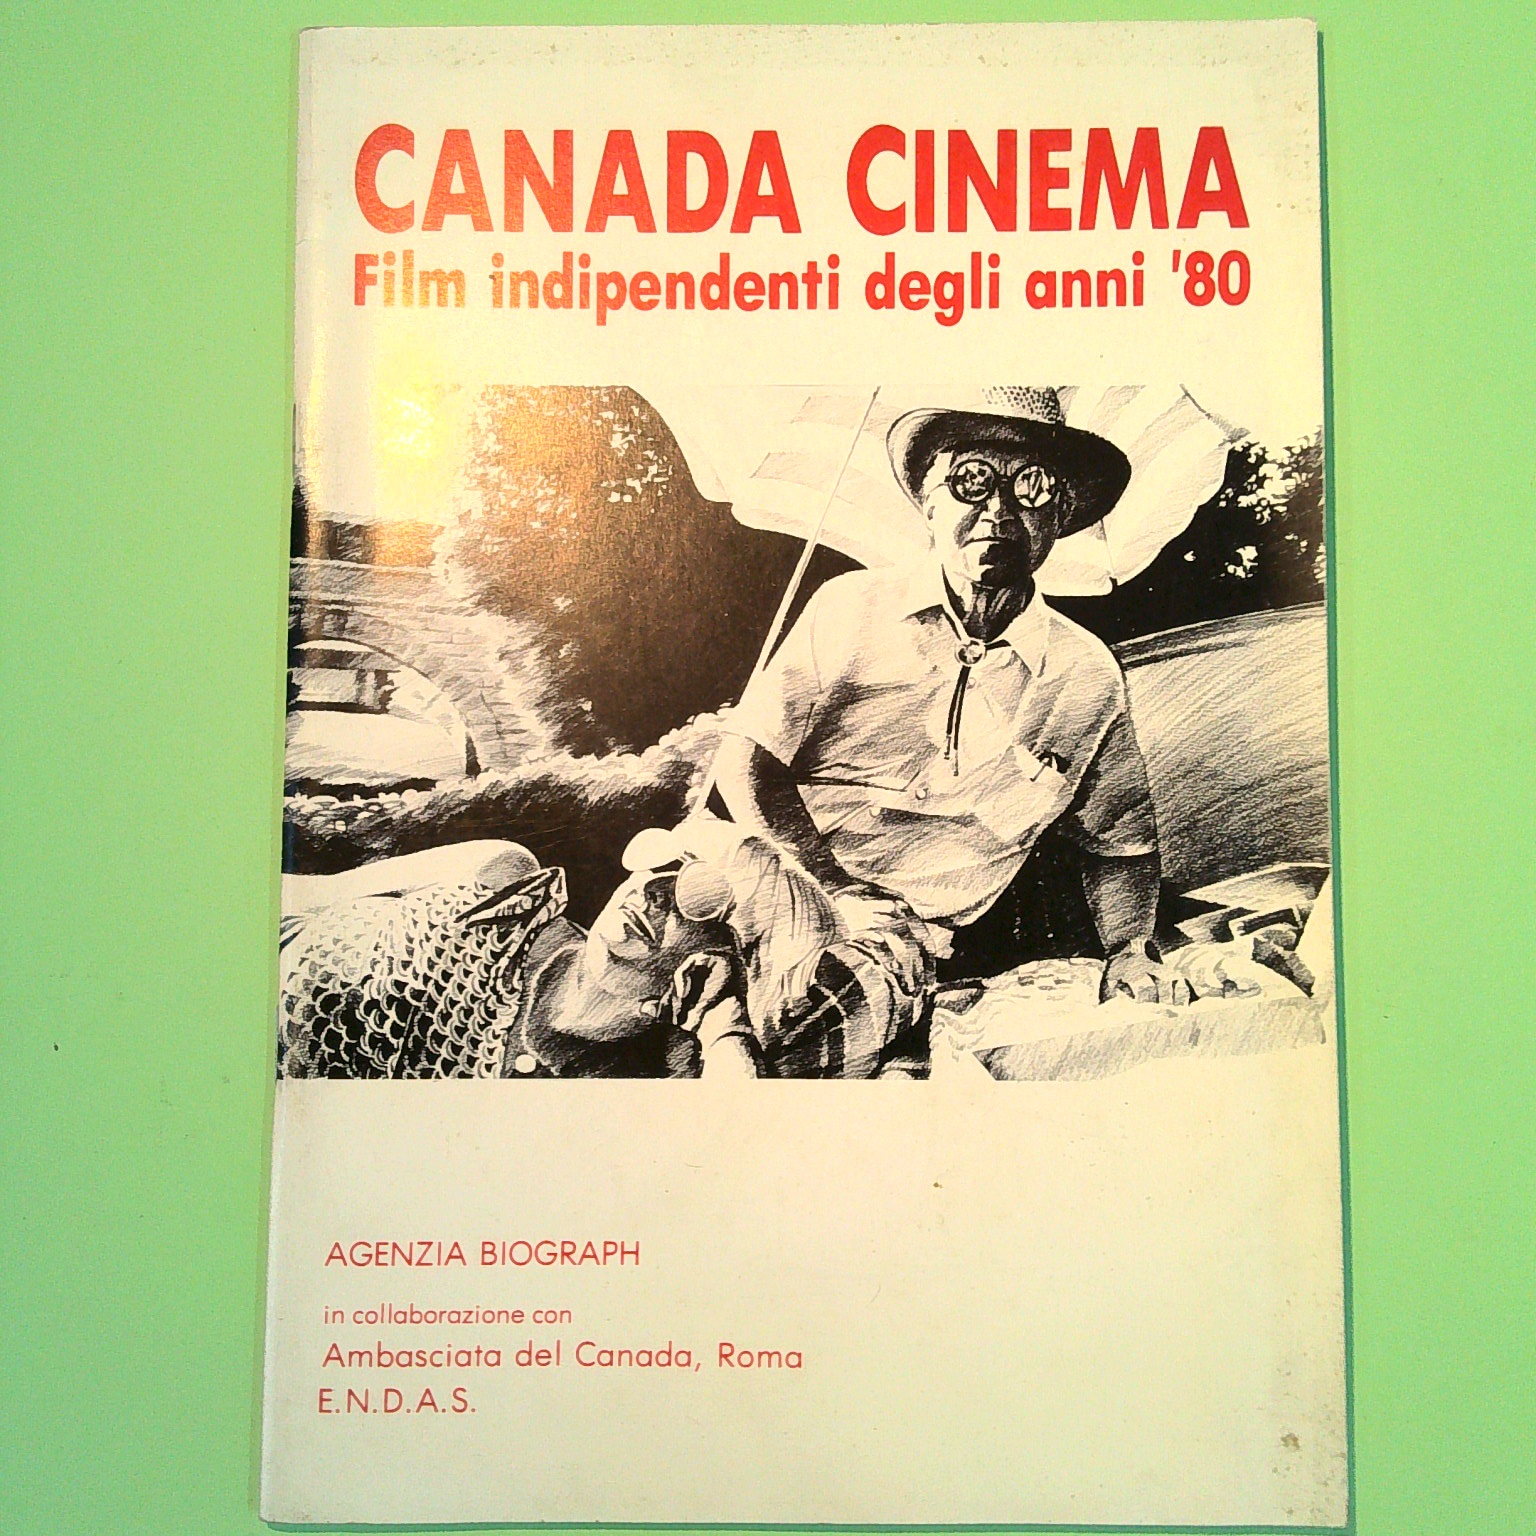 CANADA CINEMA
Film indipendenti degli anni '80
AGENZIA BIOGRAPH
in collaborazione con
Ambasciata del Canada, Roma
E.N.D.A.S.